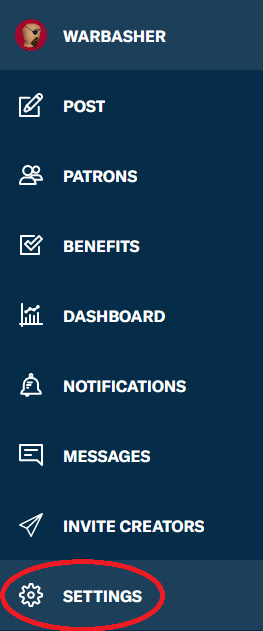 WARBASHER
POST
PATRONS
BENEFITS
DASHBOARD
NOTIFICATIONS
MESSAGES
INVITE CREATORS
SETTINGS